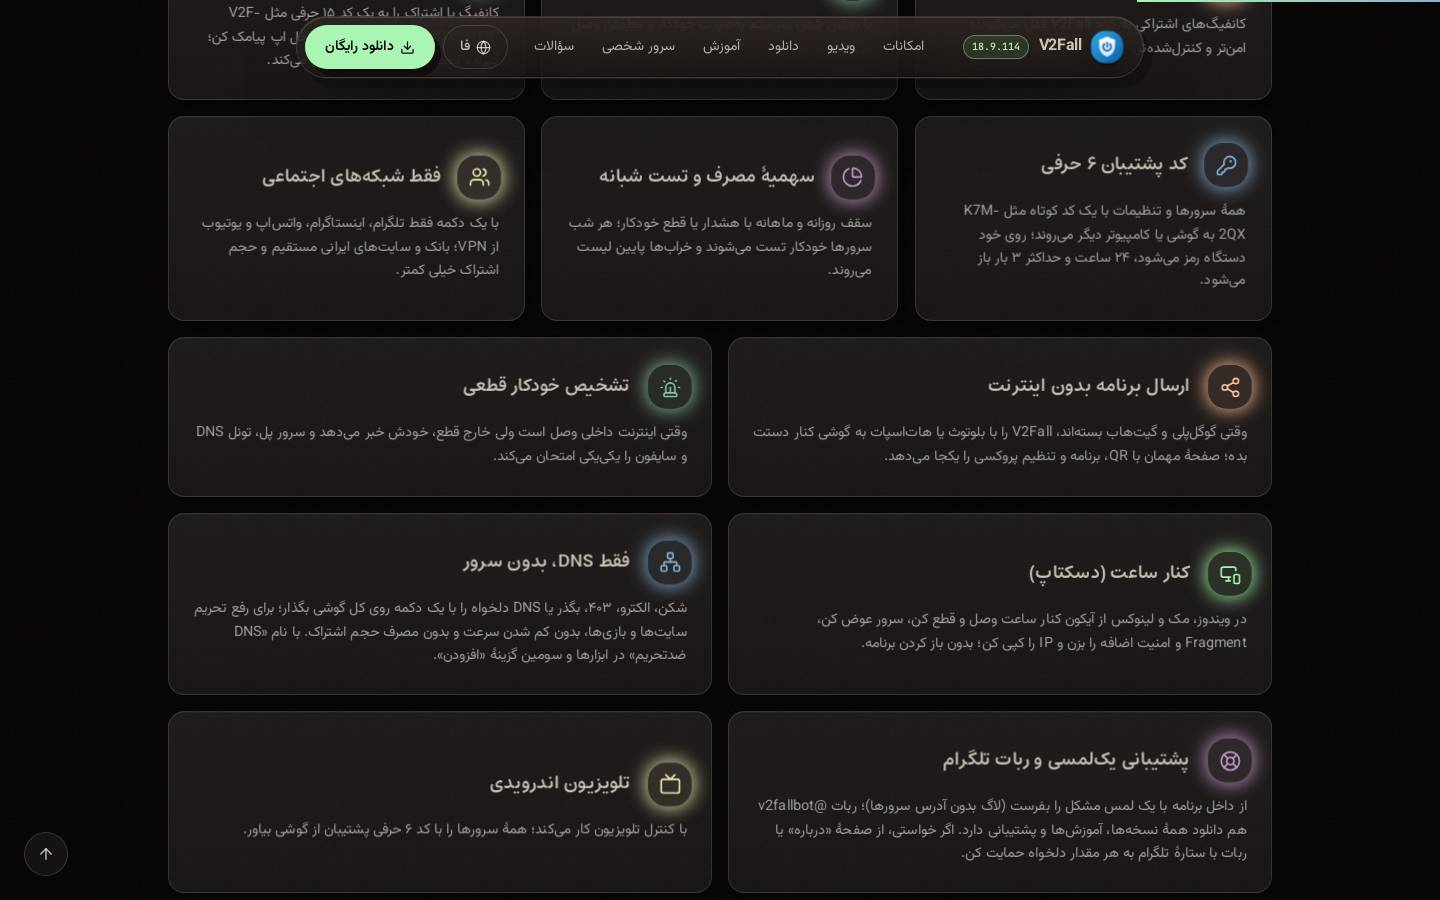 کانفیگ یا اشتراک را به یک کد ۱۵ حرفی مثل V2F-
کانفیگ‌های اشتراکی
امن‌تر و کنترل‌شده
اپ پیامک کن؛
می‌کند.
V2Fall
18.9.114
امکانات
ویدیو
دانلود
آموزش
سرور شخصی
سؤالات
فا
دانلود رایگان
کد پشتیبان ۶ حرفی
همهٔ سرورها و تنظیمات با یک کد کوتاه مثل K7M-
2QX به گوشی یا کامپیوتر دیگر می‌روند؛ روی خود
دستگاه رمز می‌شود، ۲۴ ساعت و حداکثر ۳ بار باز
می‌شود.
سهمیهٔ مصرف و تست شبانه
سقف روزانه و ماهانه با هشدار یا قطع خودکار؛ هر شب
سرورها خودکار تست می‌شوند و خراب‌ها پایین لیست
می‌روند.
فقط شبکه‌های اجتماعی
با یک دکمه فقط تلگرام، اینستاگرام، واتس‌اپ و یوتیوب
از VPN؛ بانک و سایت‌های ایرانی مستقیم و حجم
اشتراک خیلی کمتر.
ارسال برنامه بدون اینترنت
وقتی گوگل‌پلی و گیت‌هاب بسته‌اند، V2Fall را با بلوتوث یا هات‌اسپات به گوشی کنار دستت
بده؛ صفحهٔ مهمان با QR، برنامه و تنظیم پروکسی را یکجا می‌دهد.
تشخیص خودکار قطعی
وقتی اینترنت داخلی وصل است ولی خارج قطع، خودش خبر می‌دهد و سرور پل، تونل DNS
و سایفون را یکی‌یکی امتحان می‌کند.
کنار ساعت (دسکتاپ)
در ویندوز، مک و لینوکس از آیکون کنار ساعت وصل و قطع کن، سرور عوض کن،
Fragment و امنیت اضافه را بزن و IP را کپی کن؛ بدون باز کردن برنامه.
فقط DNS، بدون سرور
شکن، الکترو، ۴۰۳، بگذر یا DNS دلخواه را با یک دکمه روی کل گوشی بگذار؛ برای رفع تحریم
سایت‌ها و بازی‌ها، بدون کم شدن سرعت و بدون مصرف حجم اشتراک. با نام «DNS
ضدتحریم» در ابزارها و سومین گزینهٔ «افزودن».
پشتیبانی یک‌لمسی و ربات تلگرام
از داخل برنامه با یک لمس مشکل را بفرست (لاگ بدون آدرس سرورها)؛ ربات @v2fallbot
هم دانلود همهٔ نسخه‌ها، آموزش‌ها و پشتیبانی دارد. اگر خواستی، از صفحهٔ «درباره» یا
ربات با ستارهٔ تلگرام به هر مقدار دلخواه حمایت کن.
تلویزیون اندرویدی
با کنترل تلویزیون کار می‌کند؛ همهٔ سرورها را با کد ۶ حرفی پشتیبان از گوشی بیاور.